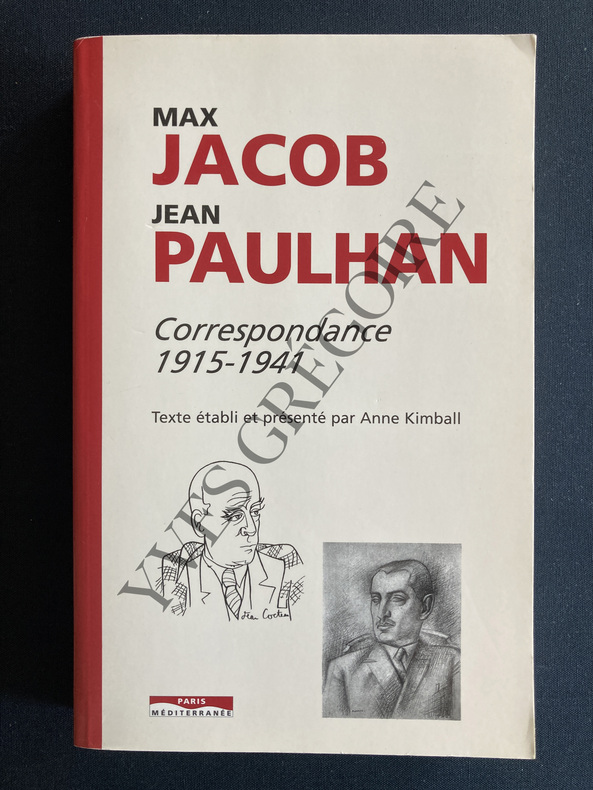 MAX
JACOB
JEAN
PAULHAN
Correspondance
1915-1941
Texte établi et présenté par Anne Kimball
YVES GRÉGOIRE
Jean Cocteau
PARIS
MÉDITERRANÉE